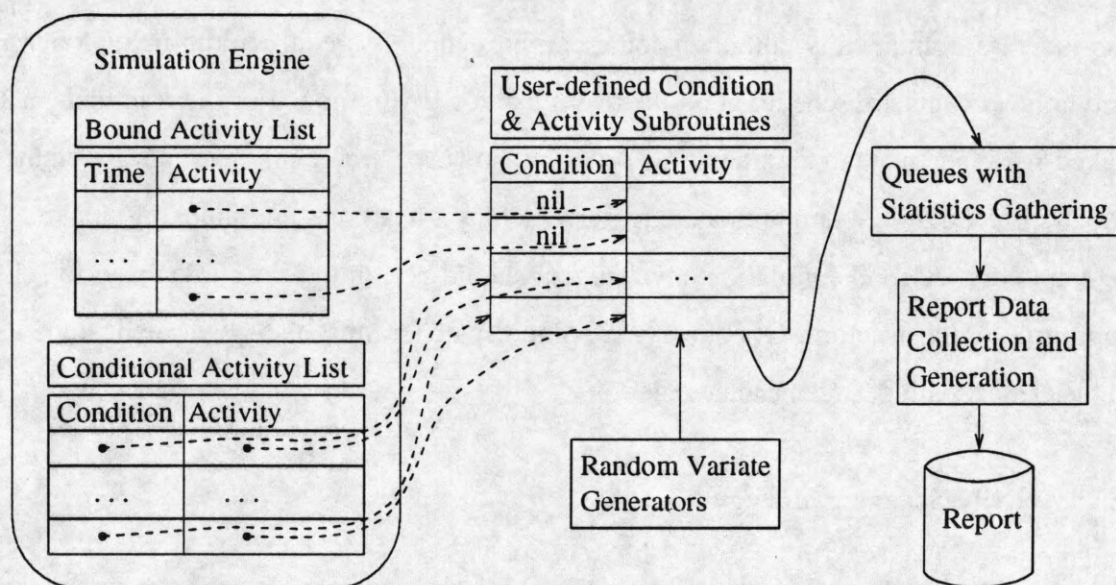 Simulation Engine
Bound Activity List
Time Activity
.... ....
Conditional Activity List
Condition Activity
.... ....
User-defined Condition
& Activity Subroutines
Condition Activity
nil
nil
Random Variate
Generators
Queues with
Statistics Gathering
Report Data
Collection and
Generation
Report